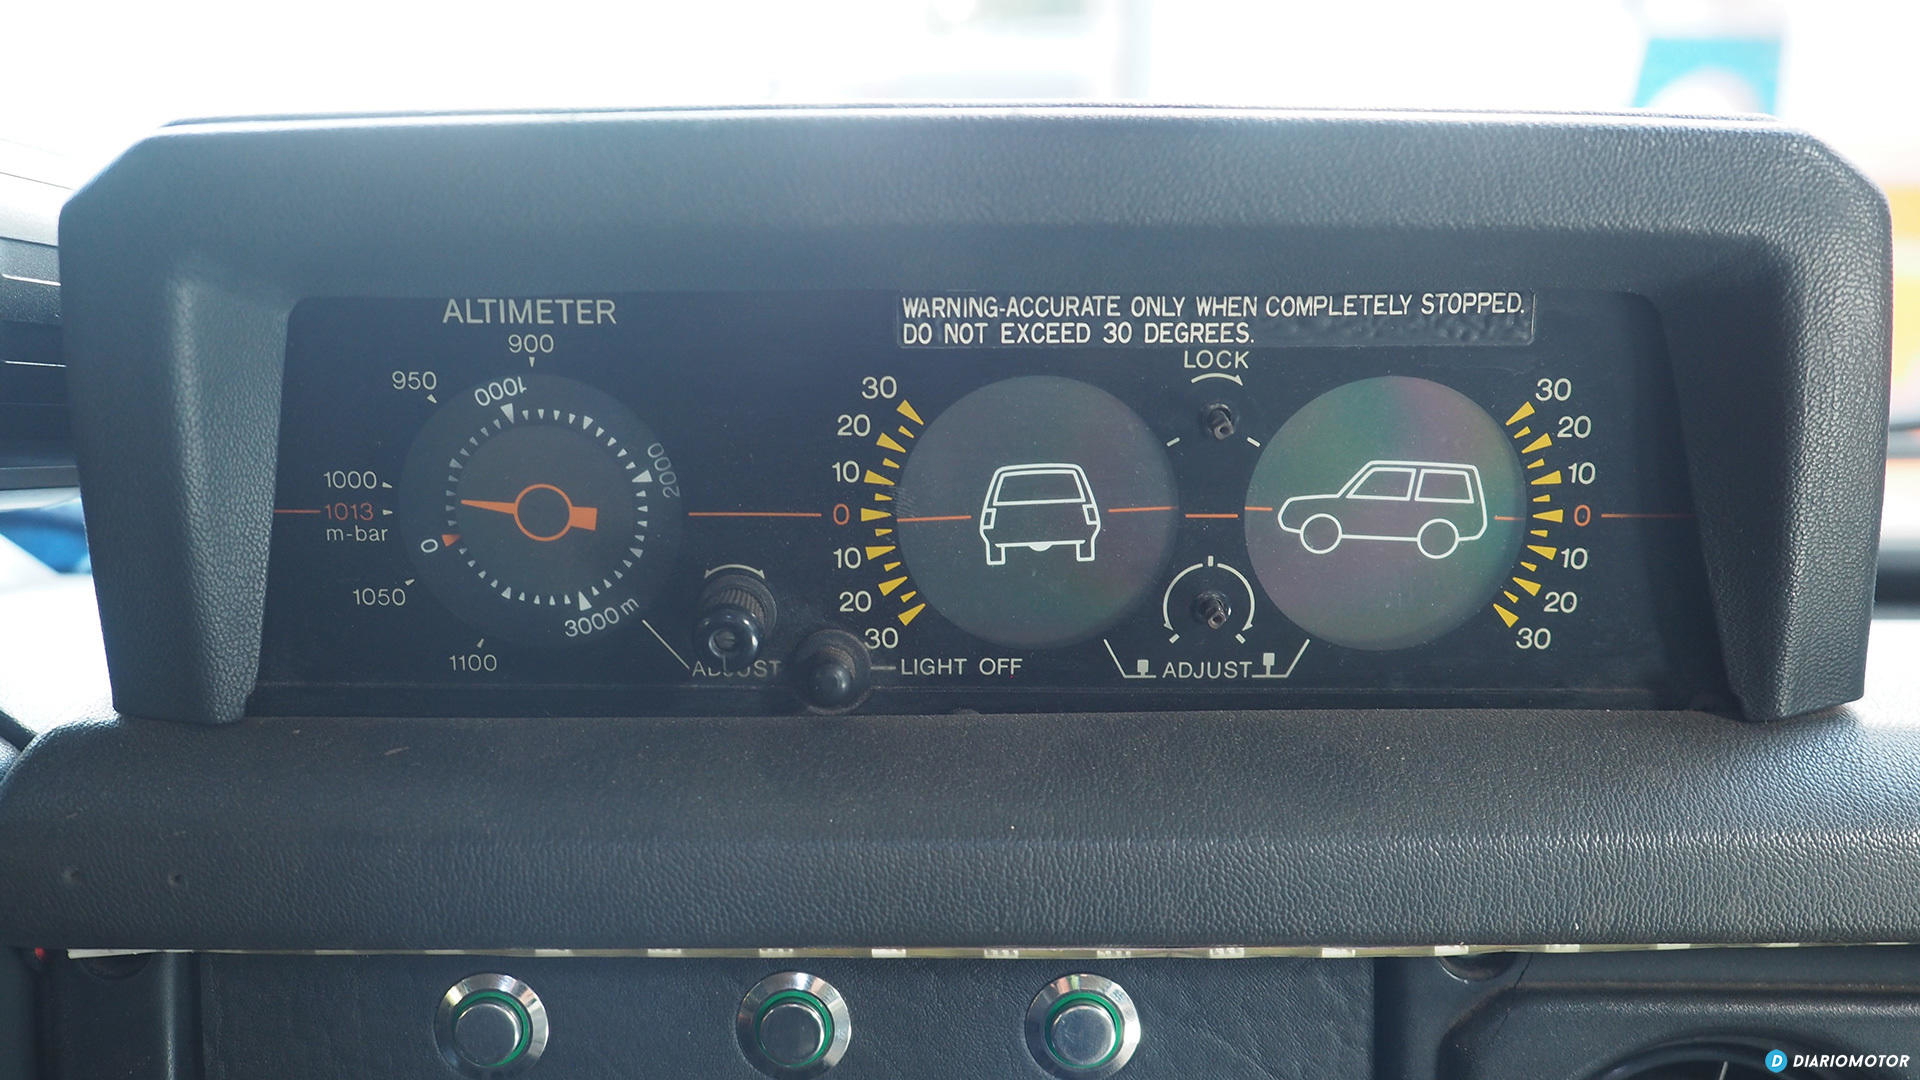 ALTIMETER
900
950
1000
1013
m-bar
1050
1100
0
1000
2000
3000 m
ADJUST
LIGHT OFF
WARNING-ACCURATE ONLY WHEN COMPLETELY STOPPED.
DO NOT EXCEED 30 DEGREES.
LOCK
30
20
10
0
10
20
30
ADJUST
30
20
10
0
10
20
30
D DIARIOMOTOR